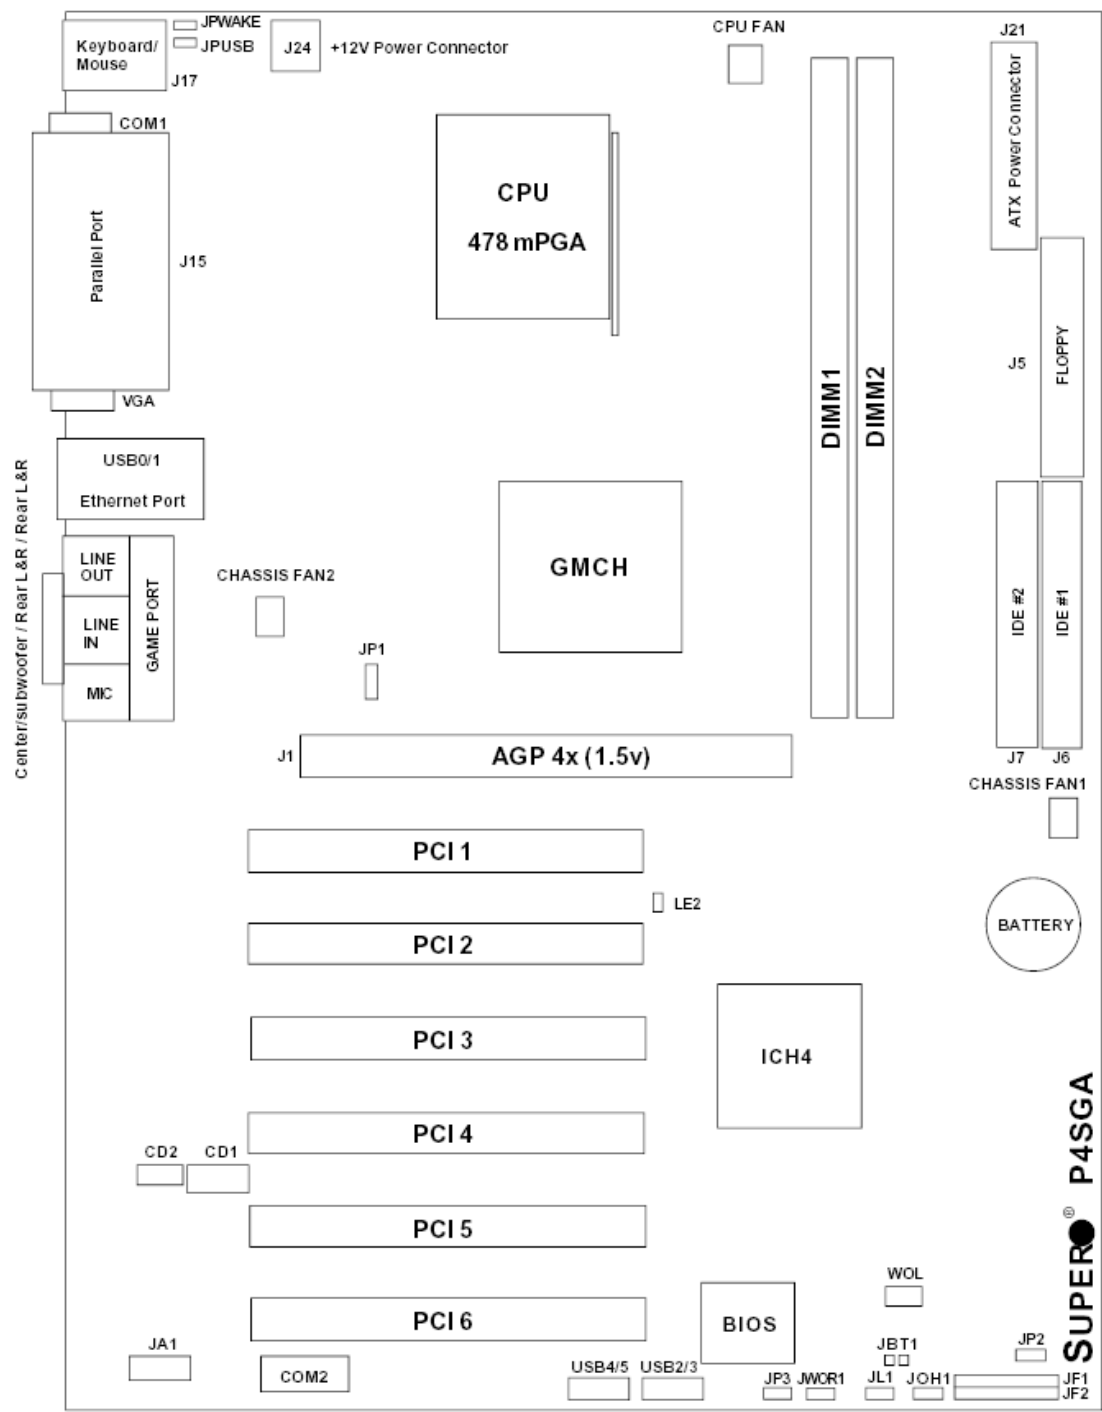 JPWAKE
JPUSB
Keyboard/
Mouse
J17
J24
+12V Power Connector
CPU FAN
J21
ATX Power Connector
COM1
Parallel Port
J15
CPU
478 mPGA
DIMM1
DIMM2
J5
FLOPPY
VGA
USB0/1
Ethernet Port
Center/subwoofer / Rear L&R / Rear L&R
LINE
OUT
LINE
IN
MIC
GAME PORT
CHASSIS FAN2
JP1
GMCH
IDE #2
IDE #1
J7
J6
J1
AGP 4x (1.5v)
CHASSIS FAN1
PCI 1
LE2
BATTERY
PCI 2
PCI 3
ICH4
PCI 4
CD2
CD1
PCI 5
PCI 6
SUPER® P4SGA
WOL
BIOS
JA1
COM2
USB4/5
USB2/3
JBT1
JP2
JP3
JWOR1
JL1
JOH1
JF1
JF2